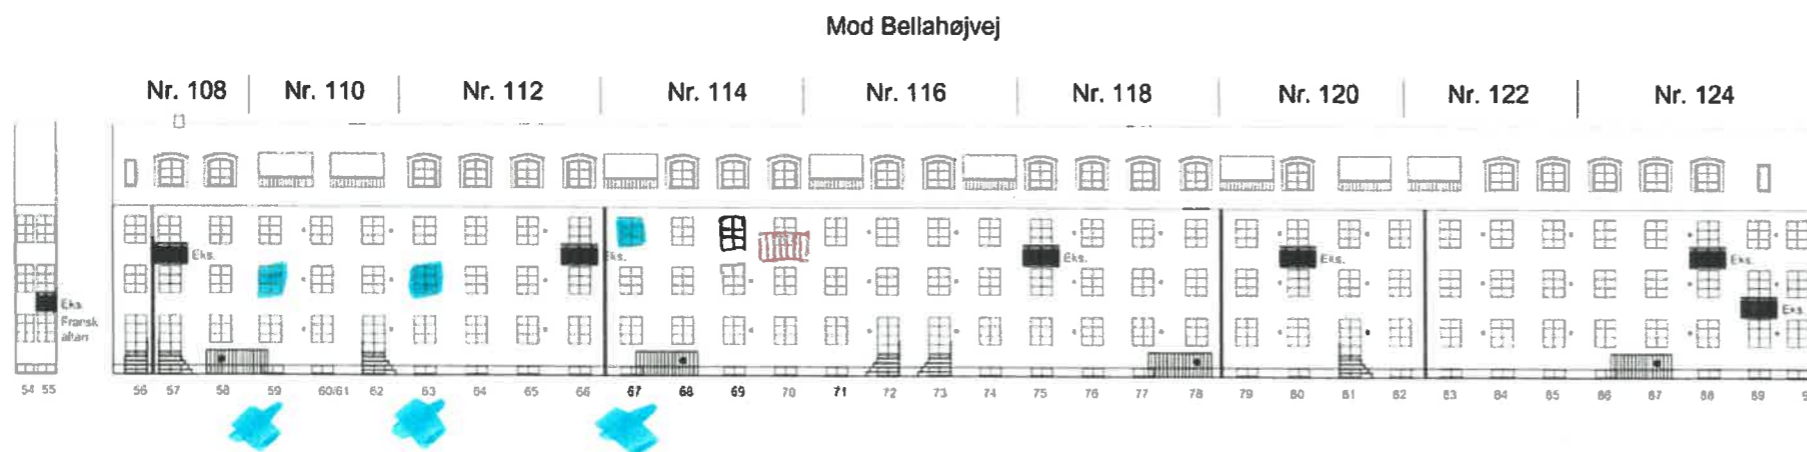 Mod Bellahøjvej
Nr. 108 Nr. 110 Nr. 112 Nr. 114 Nr. 116 Nr. 118 Nr. 120 Nr. 122 Nr. 124
Eks. Eks. Eks. Eks. Eks.
Eks. Eks.
Fransk
altan
54 55 56 57 58 59 60/61 62 63 64 65 66 67 68 69 70 71 72 73 74 75 76 77 78 79 80 81 82 83 84 85 86 87 88 89